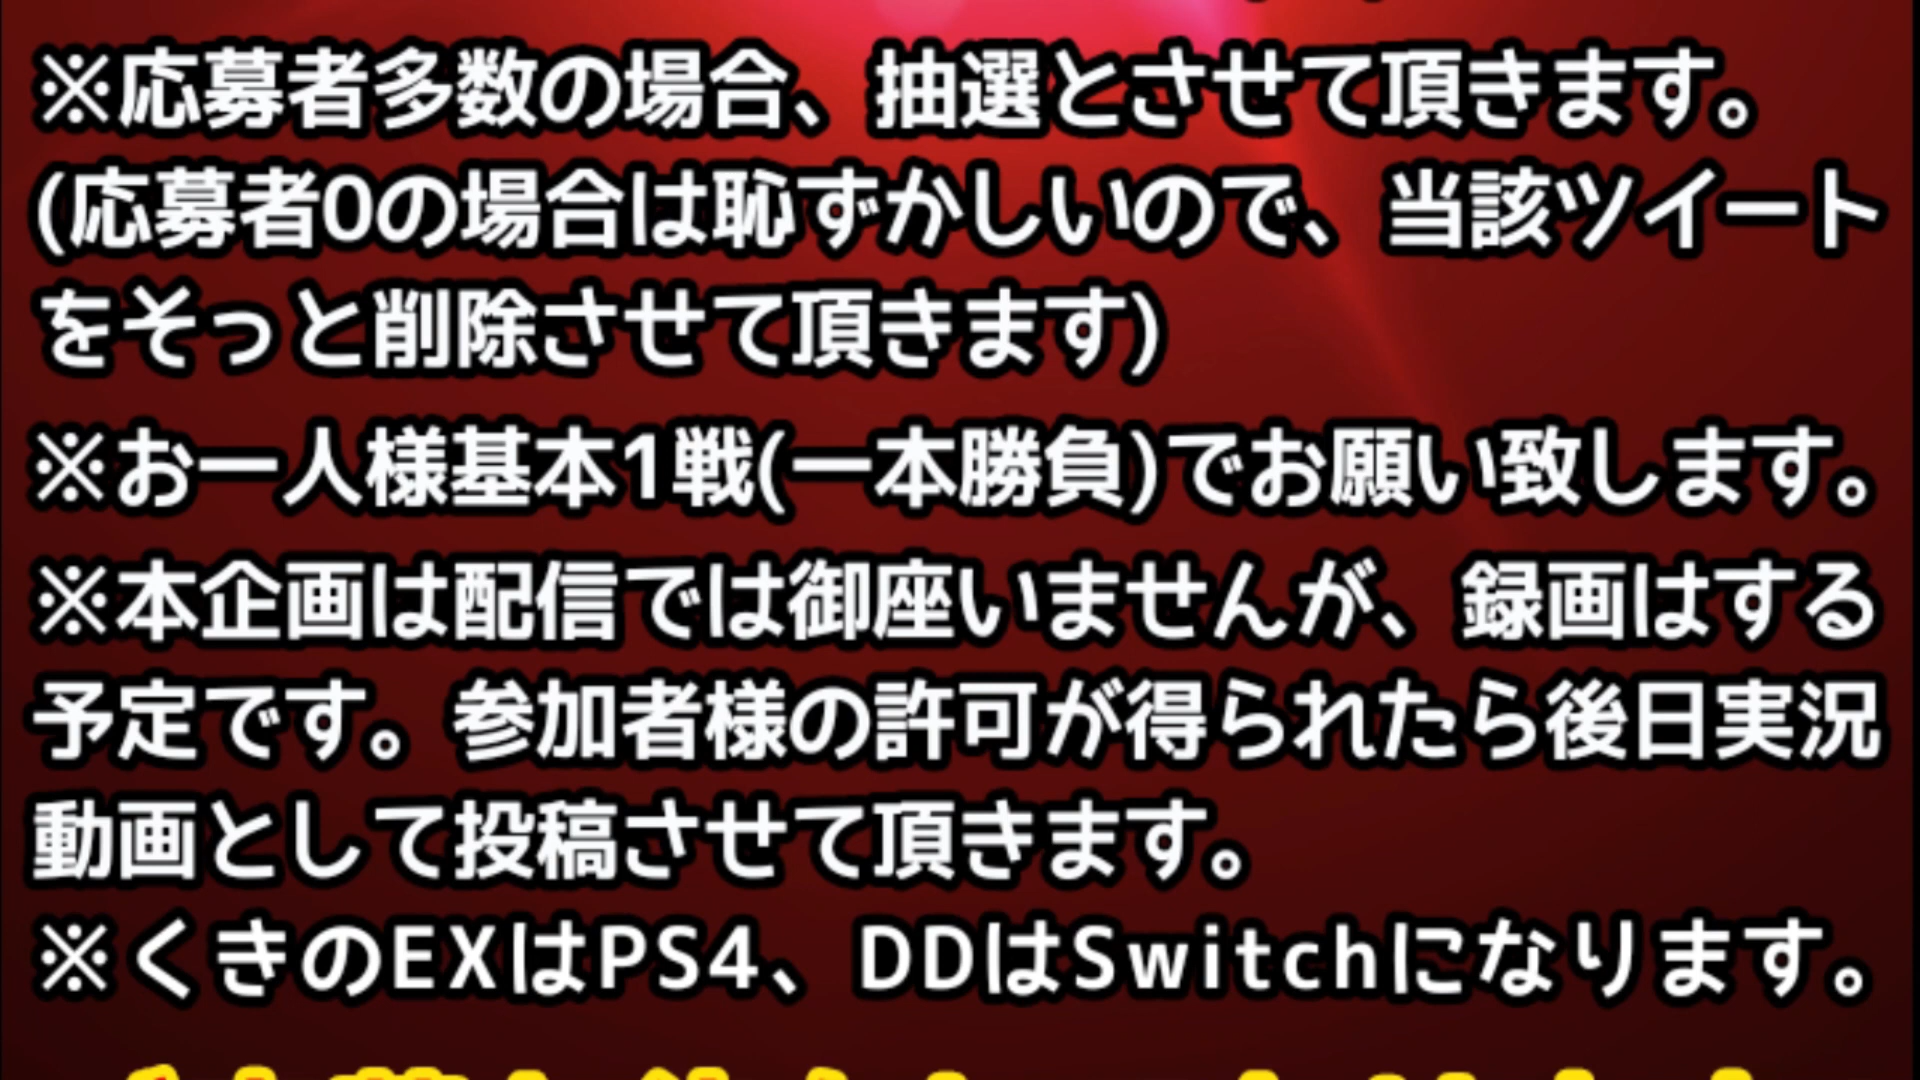 ※応募者多数の場合、抽選とさせて頂きます。
(応募者0の場合は恥ずかしいので、当該ツイート
をそっと削除させて頂きます)
※お一人様基本1戦(一本勝負)でお願い致します。
※本企画は配信では御座いませんが、録画はする
予定です。参加者様の許可が得られたら後日実況
動画として投稿させて頂きます。
※くきのEXはPS4、DDはSwitchになります。